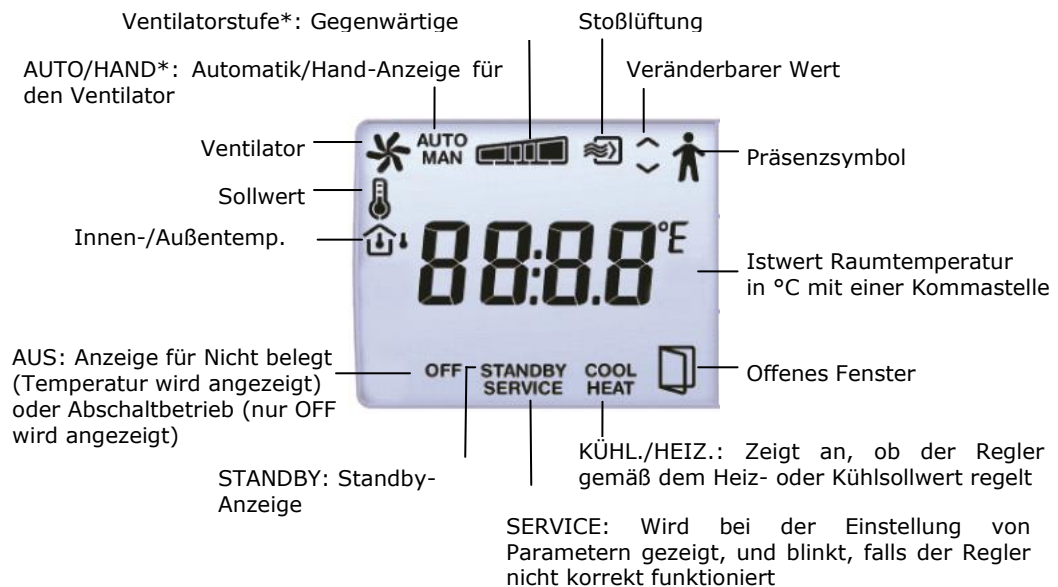 Ventilatorstufe*: Gegenwärtige
Stoßlüftung
AUTO/HAND*: Automatik/Hand-Anzeige für
den Ventilator
Veränderbarer Wert
Ventilator
AUTO
MAN
Präsenzsymbol
Sollwert
Innen-/Außentemp.
88:8.8°E
Istwert Raumtemperatur
in °C mit einer Kommastelle
AUS: Anzeige für Nicht belegt
(Temperatur wird angezeigt)
oder Abschaltbetrieb (nur OFF
wird angezeigt)
OFF STANDBY COOL
SERVICE HEAT
Offenes Fenster
STANDBY: Standby-
Anzeige
KÜHL./HEIZ.: Zeigt an, ob der Regler
gemäß dem Heiz- oder Kühlsollwert regelt
SERVICE: Wird bei der Einstellung von
Parametern gezeigt, und blinkt, falls der Regler
nicht korrekt funktioniert